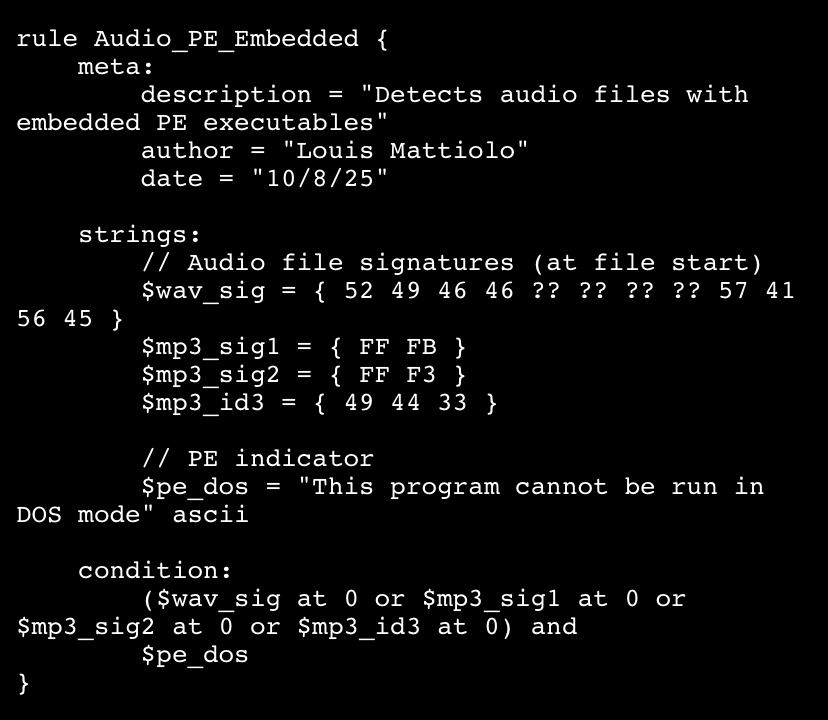 rule Audio_PE_Embedded {
    meta:
        description = "Detects audio files with
embedded PE executables"
        author = "Louis Mattiolo"
        date = "10/8/25"

    strings:
        // Audio file signatures (at file start)
        $wav_sig = { 52 49 46 46 ?? ?? ?? ?? 57 41
56 45 }
        $mp3_sig1 = { FF FB }
        $mp3_sig2 = { FF F3 }
        $mp3_id3 = { 49 44 33 }

        // PE indicator
        $pe_dos = "This program cannot be run in
DOS mode" ascii

    condition:
        ($wav_sig at 0 or $mp3_sig1 at 0 or
$mp3_sig2 at 0 or $mp3_id3 at 0) and
        $pe_dos
}